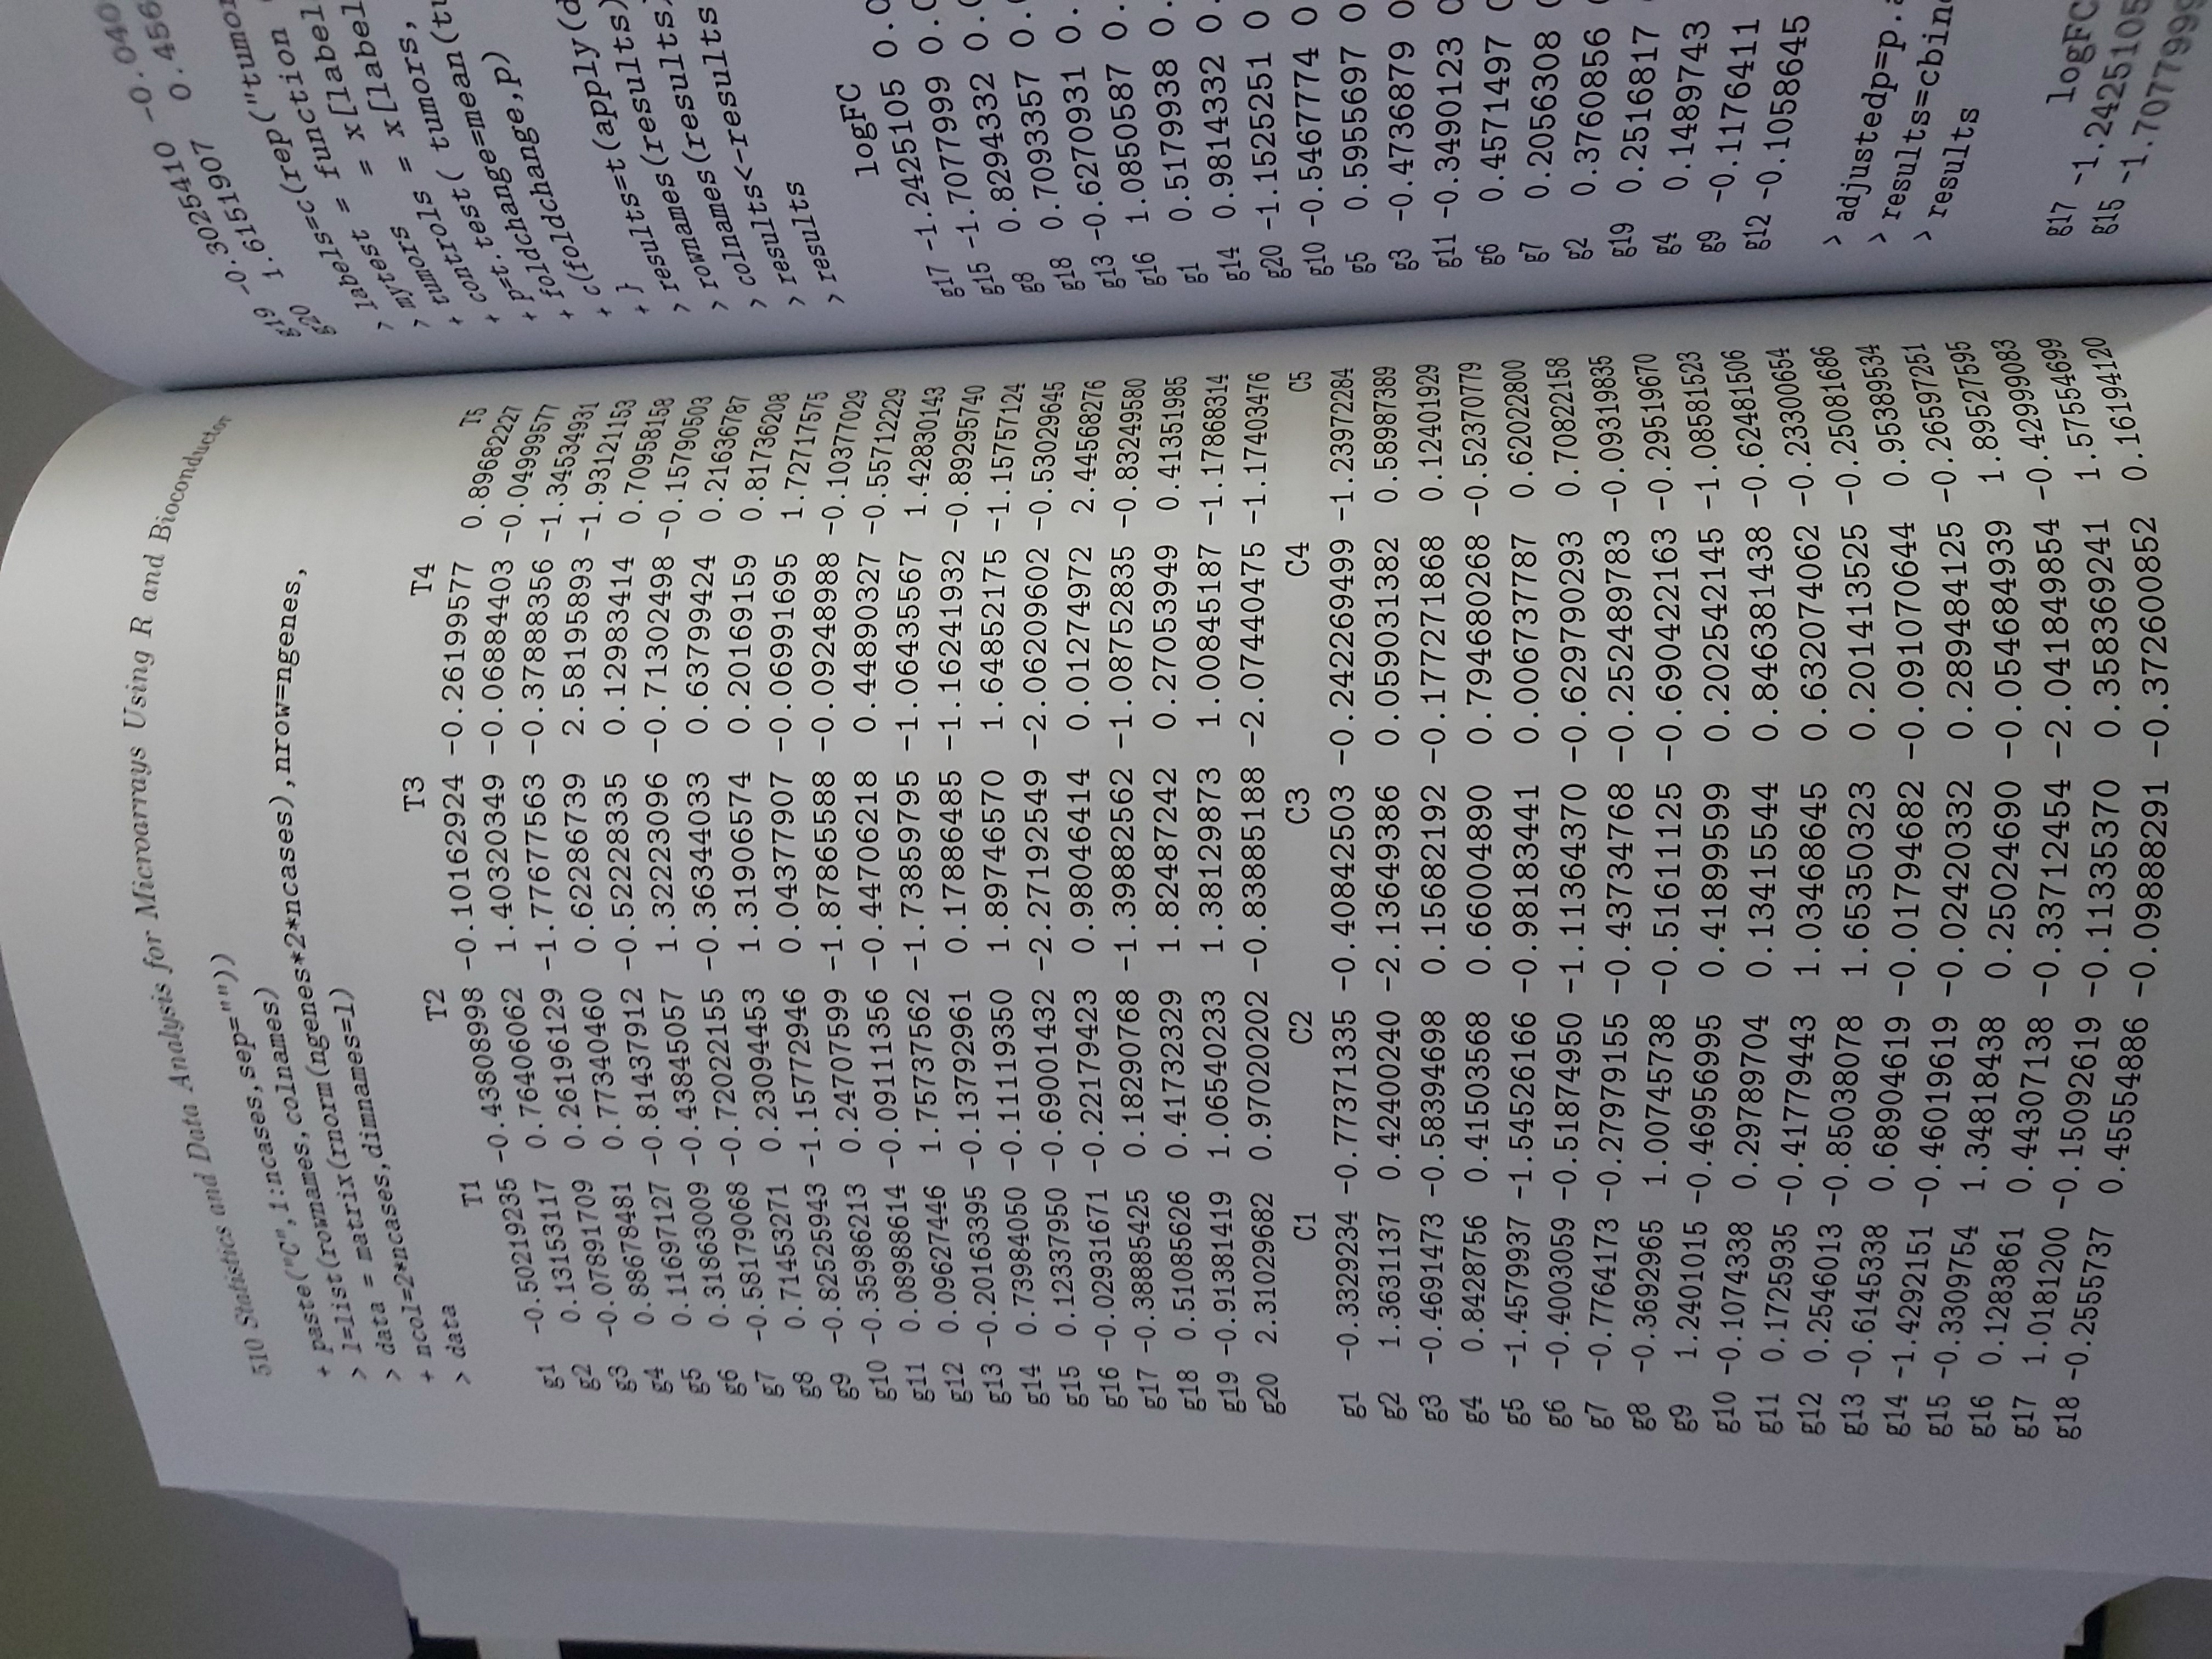 510 Statistics and Data Analysis for Microarrays Using R and Bioconductor
+ paste("C",1:ncases,sep=""))
> l=list(rownames,colnames)
> data = matrix(rnorm(ngenes*2*ncases),nrow=ngenes,
+ ncol=2*ncases,dimnames=l)
> data
T1 T2 T3 T4 T5
g1 -0.50219235 -0.43808998 -0.10162924 -0.26199577 0.89682227
g2 0.13153117 0.76406062 1.40320349 -0.06884403 -0.04999577
g3 -0.07891709 0.26196129 -1.77677563 -0.37888356 -1.34534931
g4 0.88678481 0.77340460 0.62286739 2.58195893 -1.93121153
g5 0.11697127 -0.81437912 -0.52228335 0.12983414 0.70958158
g6 0.31863009 -0.43845057 1.32223096 -0.71302498 -0.15790503
g7 -0.58179068 -0.72022155 -0.36344033 0.63799424 0.21636787
g8 0.71453271 0.23094453 1.31906574 0.20169159 0.81736208
g9 -0.82525943 -1.15772946 0.04377907 -0.06991695 1.72717575
g10 -0.35986213 0.24707599 -1.87865588 -0.09248988 -0.10377029
g11 0.08988614 -0.09111356 -0.44706218 0.44890327 -0.55712229
g12 0.09627446 1.75737562 -1.73859795 -1.06435567 1.42830143
g13 -0.20163395 -0.13792961 0.17886485 -1.16241932 -0.89295740
g14 0.73984050 -0.11119350 1.89746570 1.64852175 -1.15757124
g15 0.12337950 -0.69001432 -2.27192549 -2.06209602 -0.53029645
g16 -0.02931671 -0.22179423 0.98046414 0.01274972 2.44568276
g17 -0.38885425 0.18290768 -1.39882562 -1.08752835 -0.83249580
g18 0.51085626 0.41732329 1.82487242 0.27053949 0.41351985
g19 -0.91381419 1.06540233 1.38129873 1.00845187 -1.17868314
g20 2.31029682 0.97020202 -0.83885188 -2.07440475 -1.17403476
C1 C2 C3 C4 C5
g1 -0.3329234 -0.77371335 -0.40842503 -0.242269499 -1.23972284
g2 1.3631137 0.42400240 -2.13649386 0.059031382 0.58987389
g3 -0.4691473 -0.58394698 0.15682192 -0.177271868 0.12401929
g4 0.8428756 0.41503568 0.66004890 0.794680268 -0.52370779
g5 -1.4579937 -1.54526166 -0.98183441 0.006737787 0.62022800
g6 -0.4003059 -0.51874950 -1.11364370 -0.629790293 0.70822158
g7 -0.7764173 -0.27979155 -0.43734768 -0.252489783 -0.09319835
g8 -0.3692965 1.00745738 -0.51611125 -0.690422163 -0.29519670
g9 1.2401015 -0.46956995 0.41899599 0.202542145 -1.08581523
g10 -0.1074338 0.29789704 0.13415544 0.846381438 -0.62481506
g11 0.1725935 -0.41779443 1.03468645 0.632074062 -0.23300654
g12 0.2546013 -0.85038078 1.65350323 0.201413525 -0.25081686
g13 -0.6145338 0.68904619 -0.01794682 -0.091070644 0.95389534
g14 -1.4292151 -0.46019619 -0.02420332 0.289484125 -0.26597251
g15 -0.3309754 1.34818438 0.25024690 -0.054684939 1.89527595
g16 0.1283861 0.44307138 -0.33712454 -2.041849854 -0.42999083
g17 1.0181200 -0.15092619 -0.11335370 0.358369241 1.57554699
g18 -0.2555737 0.45554886 -0.09888291 -0.372600852 0.16194120
g19 -0.3025410 -0.040
g20 1.6151907 0.456
> labels=c(rep("tumor
> mytest = function
+ tumors = x[label
+ controls = x[label
+ p=t.test( tumors,
+ foldchange=mean(tu
+ c(foldchange,p)
+ }
> results=t(apply(d
> rownames(results)
> colnames(results)
> results<-results
> results
logFC
g17 -1.2425105 0.0
g15 -1.7077999 0.0
g8 0.8294332 0.0
g18 0.7093357 0.
g13 -0.6270931 0.
g16 1.0850587 0.
g1 0.5179938 0.
g14 0.9814332 0.
g20 -1.1525251 0
g10 -0.5467774 0
g5 0.5955697 0
g3 -0.4736879 0
g11 -0.3490123 0
g6 0.4571497
g7 0.2056308
g2 0.3760856
g19 0.2516817
g4 0.1489743
g9 -0.1176411
g12 -0.1058645
> adjustedp=p.a
> results=cbin
> results
logFC
g17 -1.2425105
g15 -1.7077999